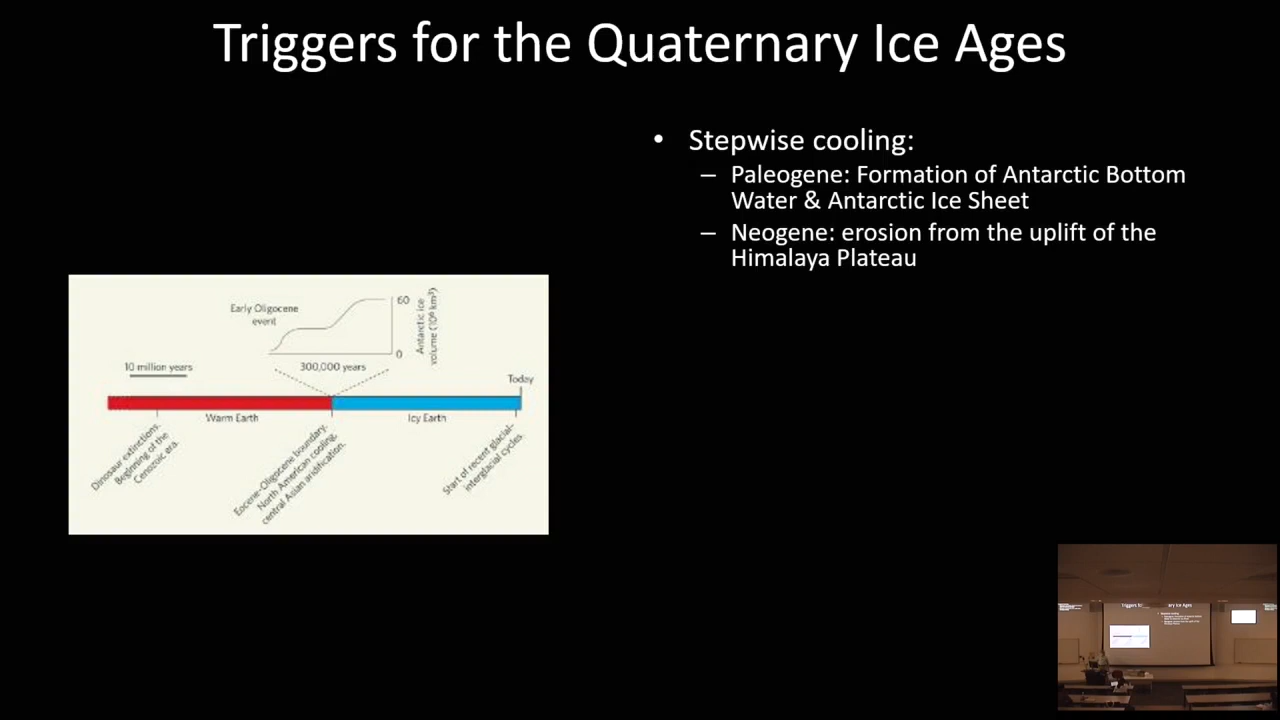 Triggers for the Quaternary Ice Ages
• Stepwise cooling:
– Paleogene: Formation of Antarctic Bottom
Water & Antarctic Ice Sheet
– Neogene: erosion from the uplift of the
Himalaya Plateau
Early Oligocene
event
60
0
Antarctic ice
volume (10⁶ km³)
10 million years
300,000 years
Today
Warm Earth
Icy Earth
Dinosaur extinctions.
Beginning of the
Cenozoic era.
Eocene–Oligocene boundary.
North American cooling,
central Asian aridification.
Start of recent glacial–
interglacial cycles.